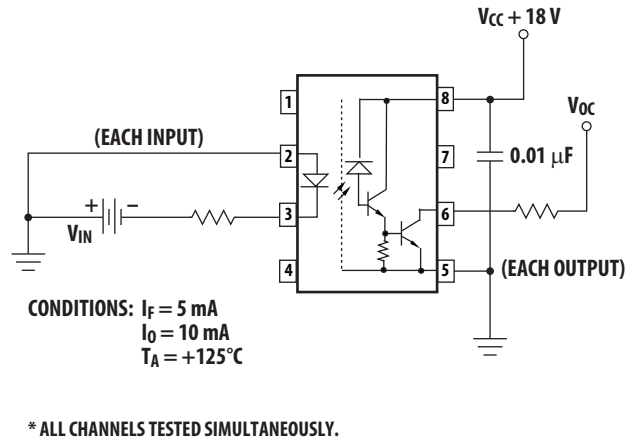 VCC + 18 V
VOC
1
8
(EACH INPUT)
2
7
0.01 μF
+ −
VIN
3
6
4
5
(EACH OUTPUT)
CONDITIONS: IF = 5 mA
IO = 10 mA
TA = +125°C
* ALL CHANNELS TESTED SIMULTANEOUSLY.